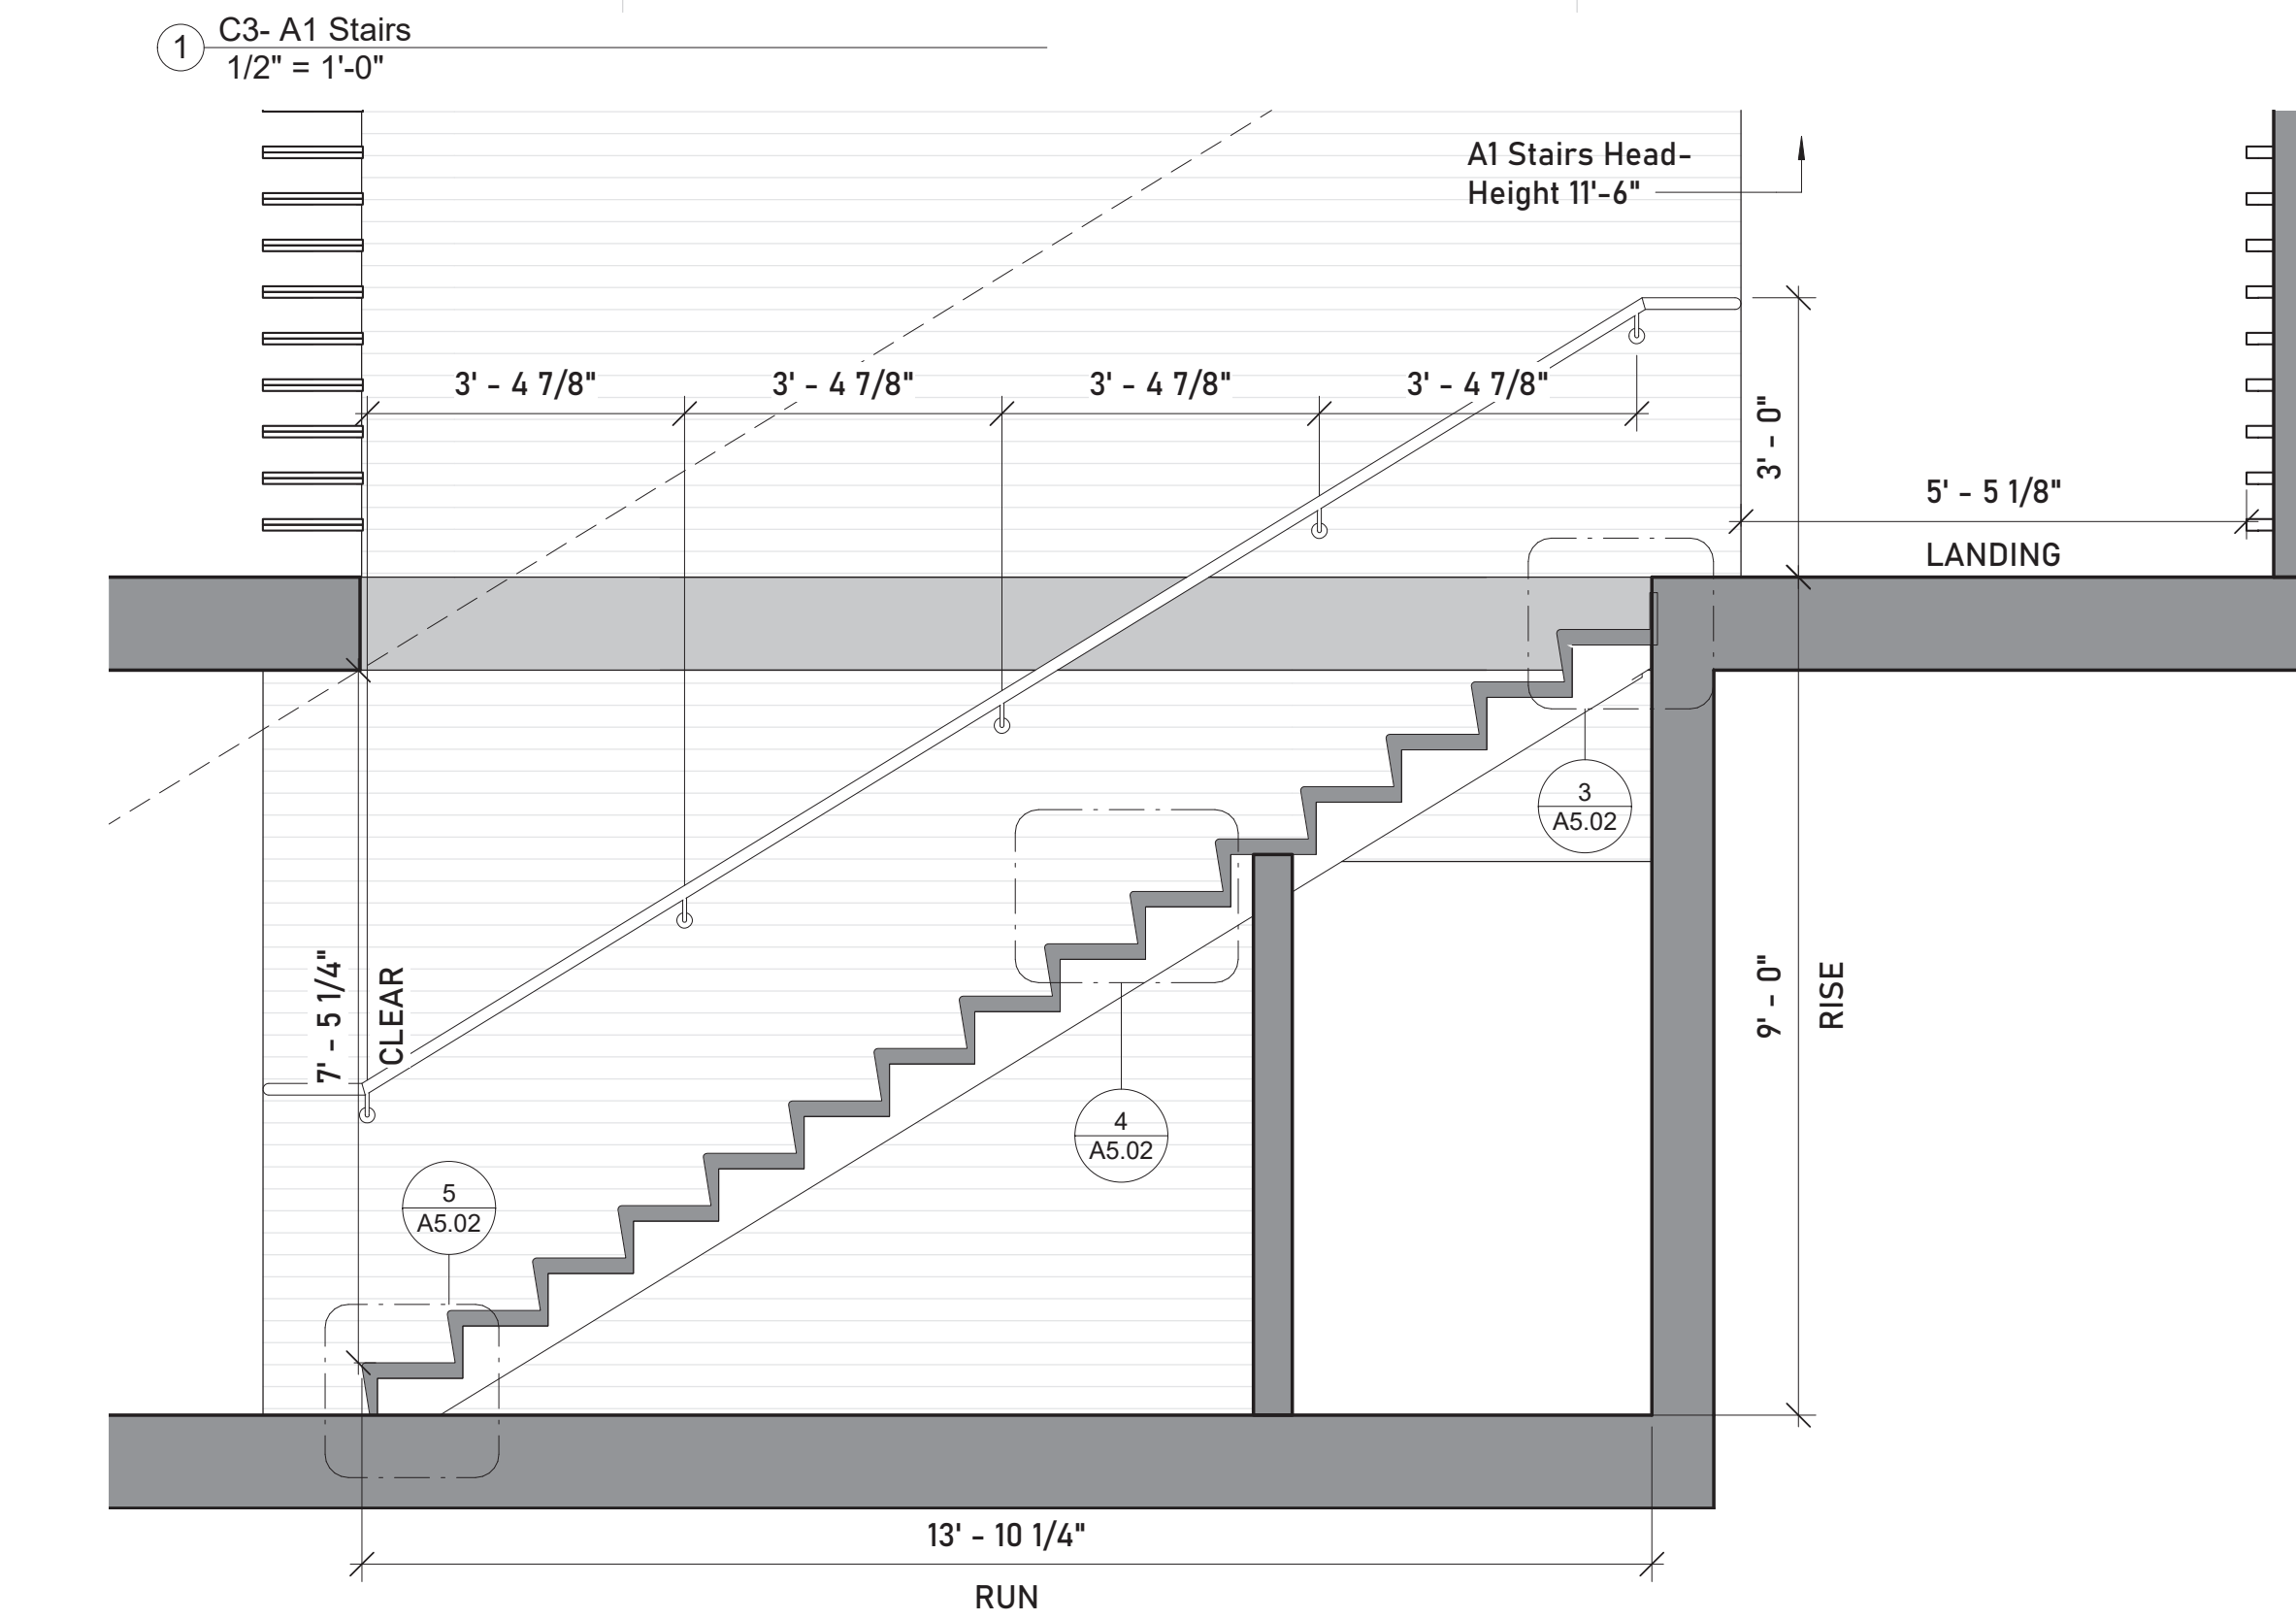 1
C3- A1 Stairs
1/2" = 1'-0"
A1 Stairs Head-
Height 11'-6"
3' - 4 7/8"
3' - 4 7/8"
3' - 4 7/8"
3' - 4 7/8"
3' - 0"
5' - 5 1/8"
LANDING
3
A5.02
7' - 5 1/4"
CLEAR
9' - 0"
RISE
4
A5.02
5
A5.02
13' - 10 1/4"
RUN